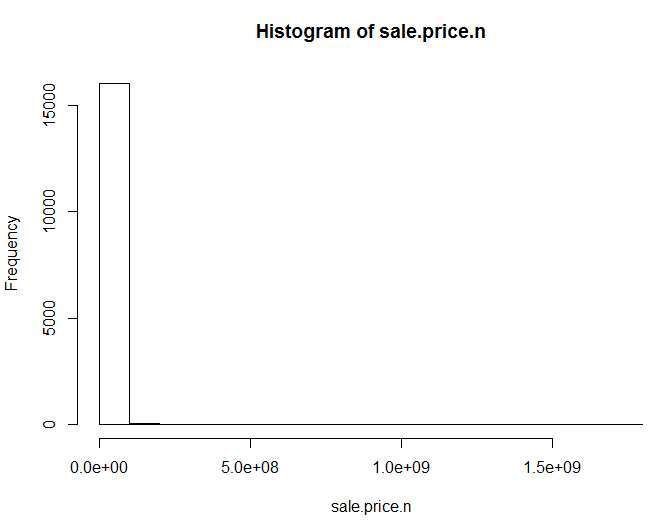 Histogram of sale.price.n
Frequency
15000
10000
5000
0
0.0e+00 5.0e+08 1.0e+09 1.5e+09
sale.price.n